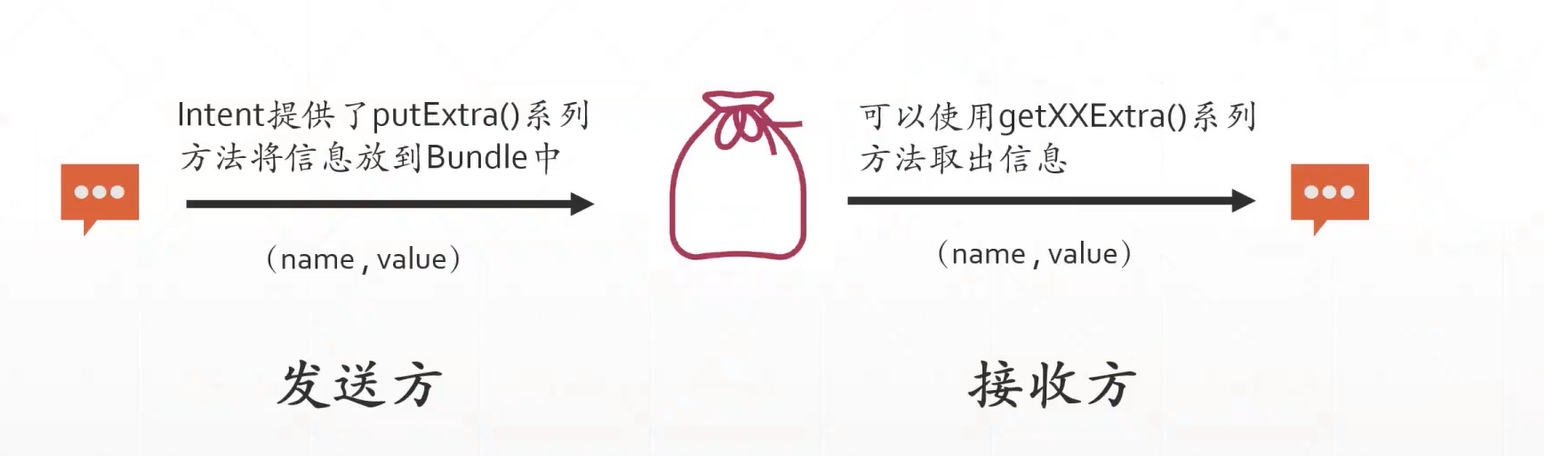 Intent提供了putExtra()系列
方法将信息放到Bundle中
（name , value）
发送方
可以使用getXXExtra()系列
方法取出信息
（name , value）
接收方